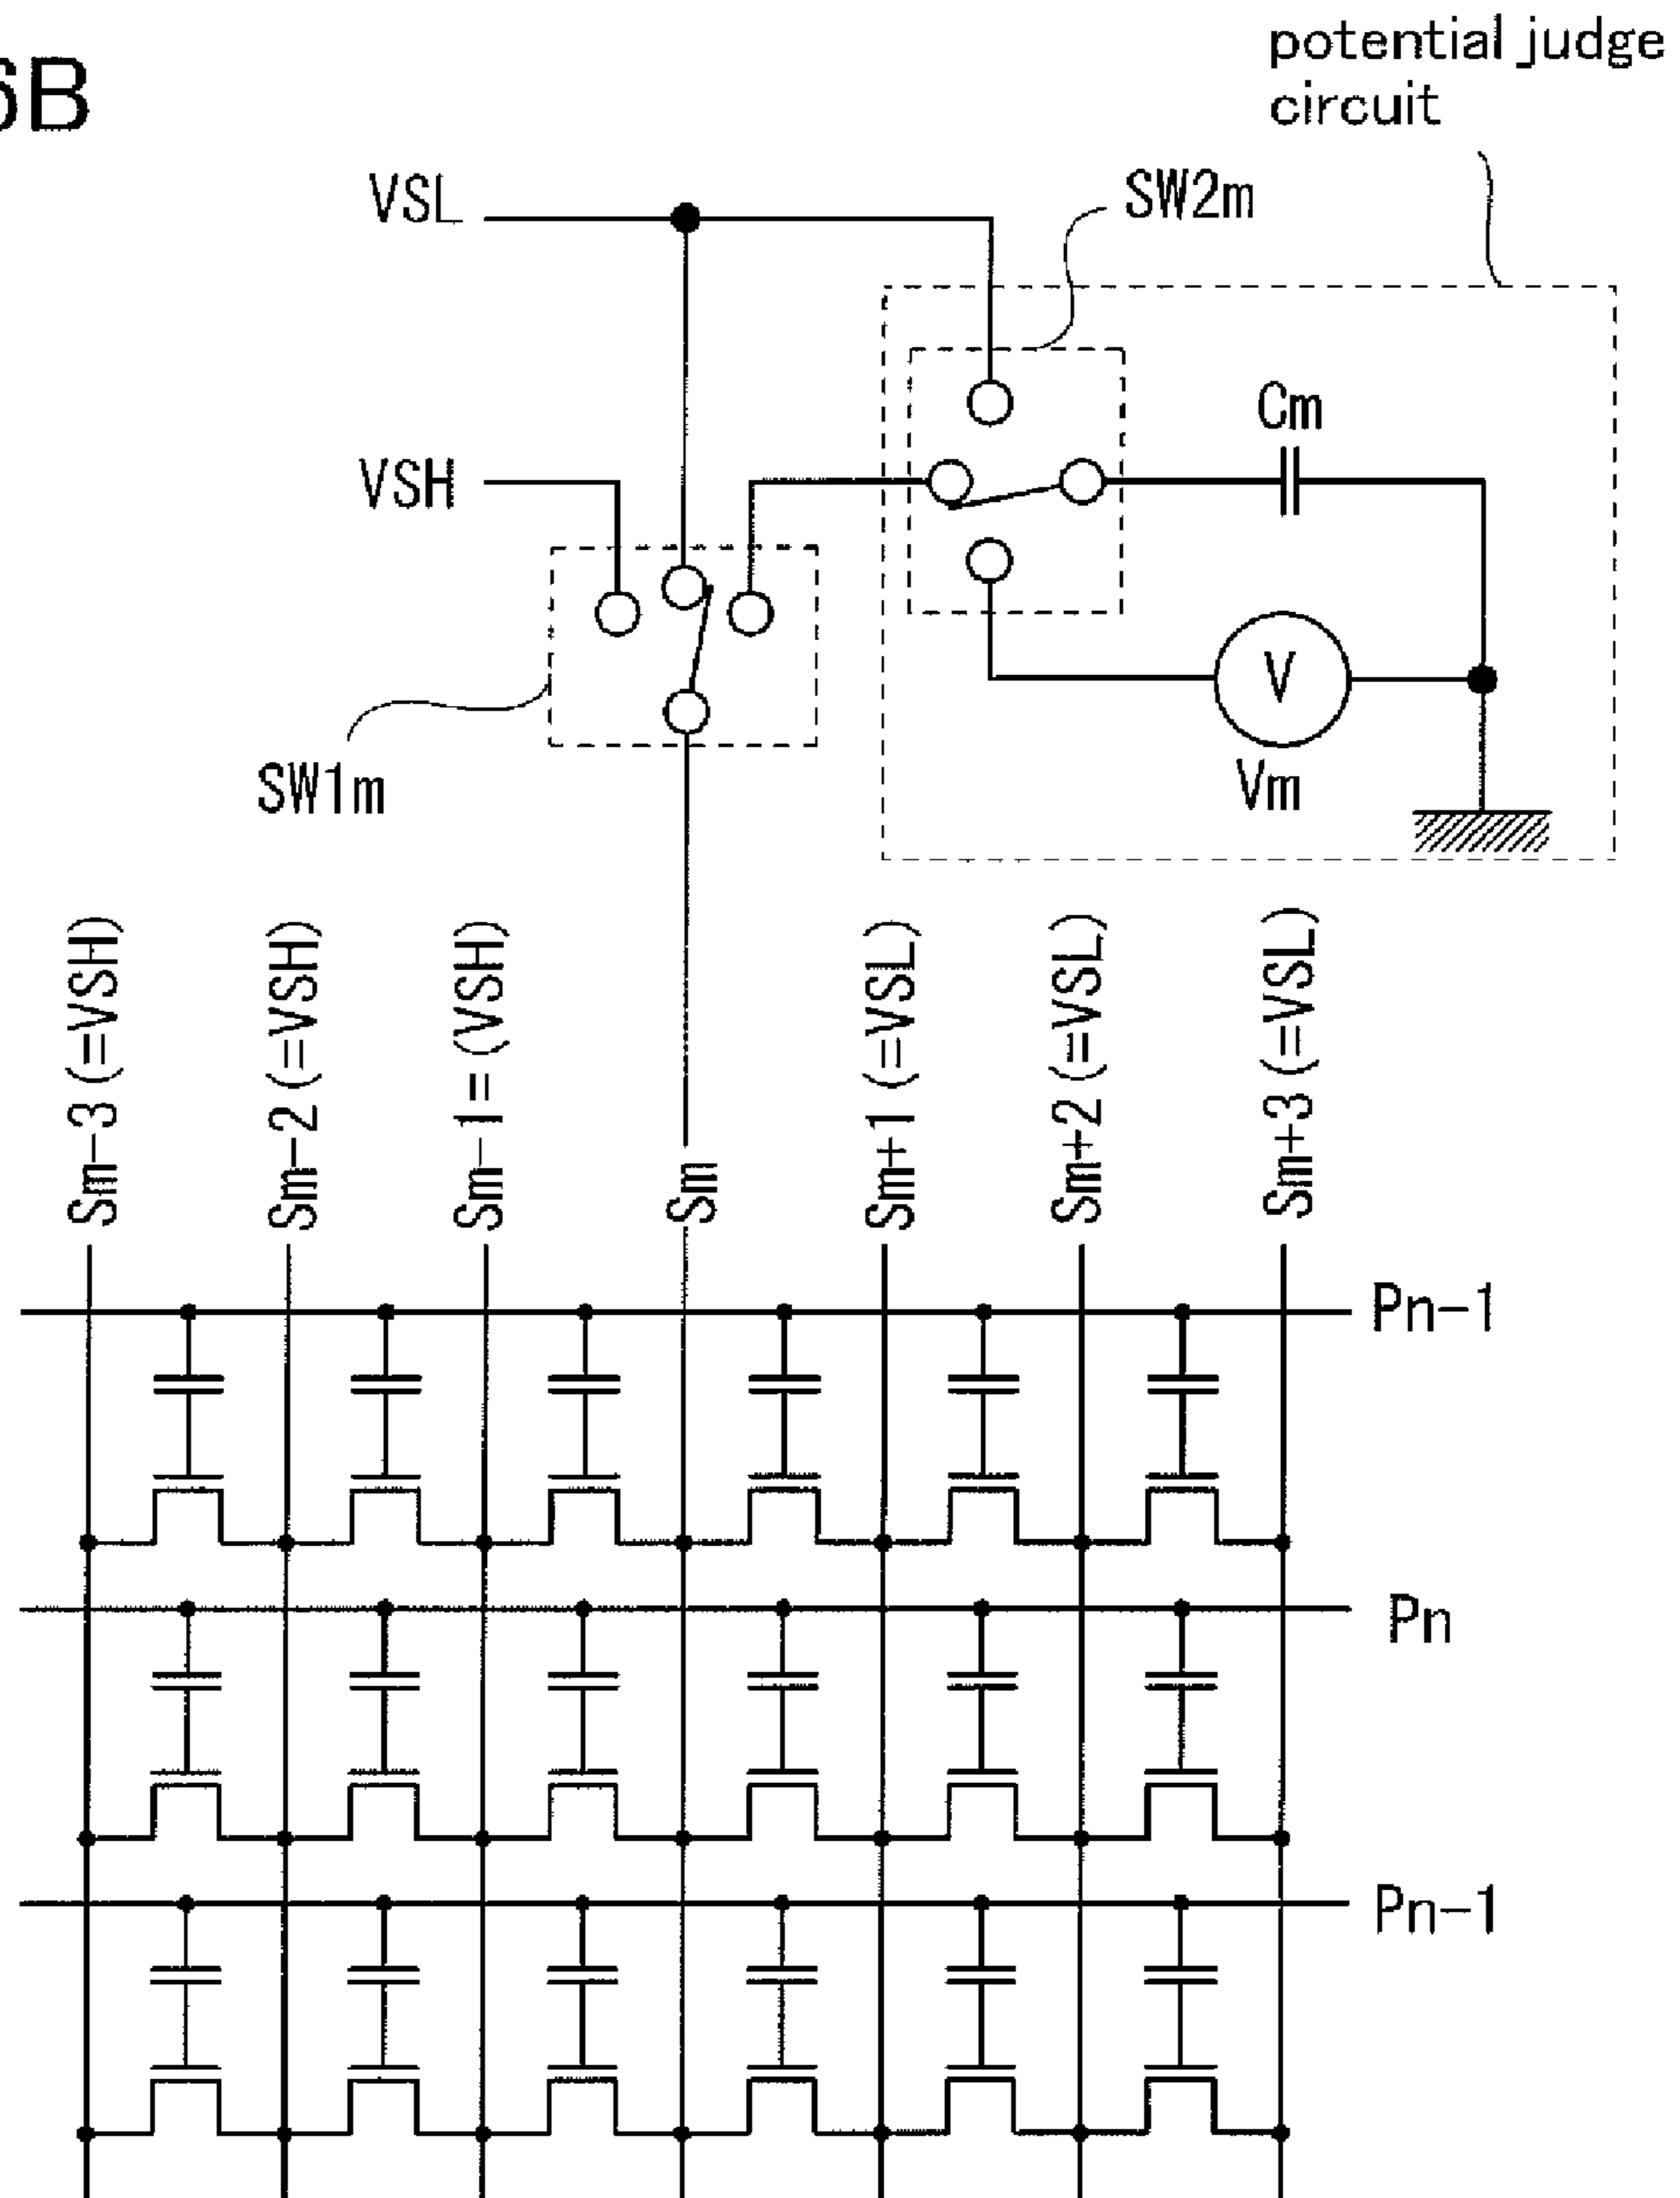 6B
potential judge
circuit
VSL
SW2m
Cm
VSH
V
SW1m
Vm
Sm-3 (=VSH)
Sm-2 (=VSH)
Sm-1= (VSH)
Sm
Sm+1 (=VSL)
Sm+2 (=VSL)
Sm+3 (=VSL)
Pn-1
Pn
Pn-1